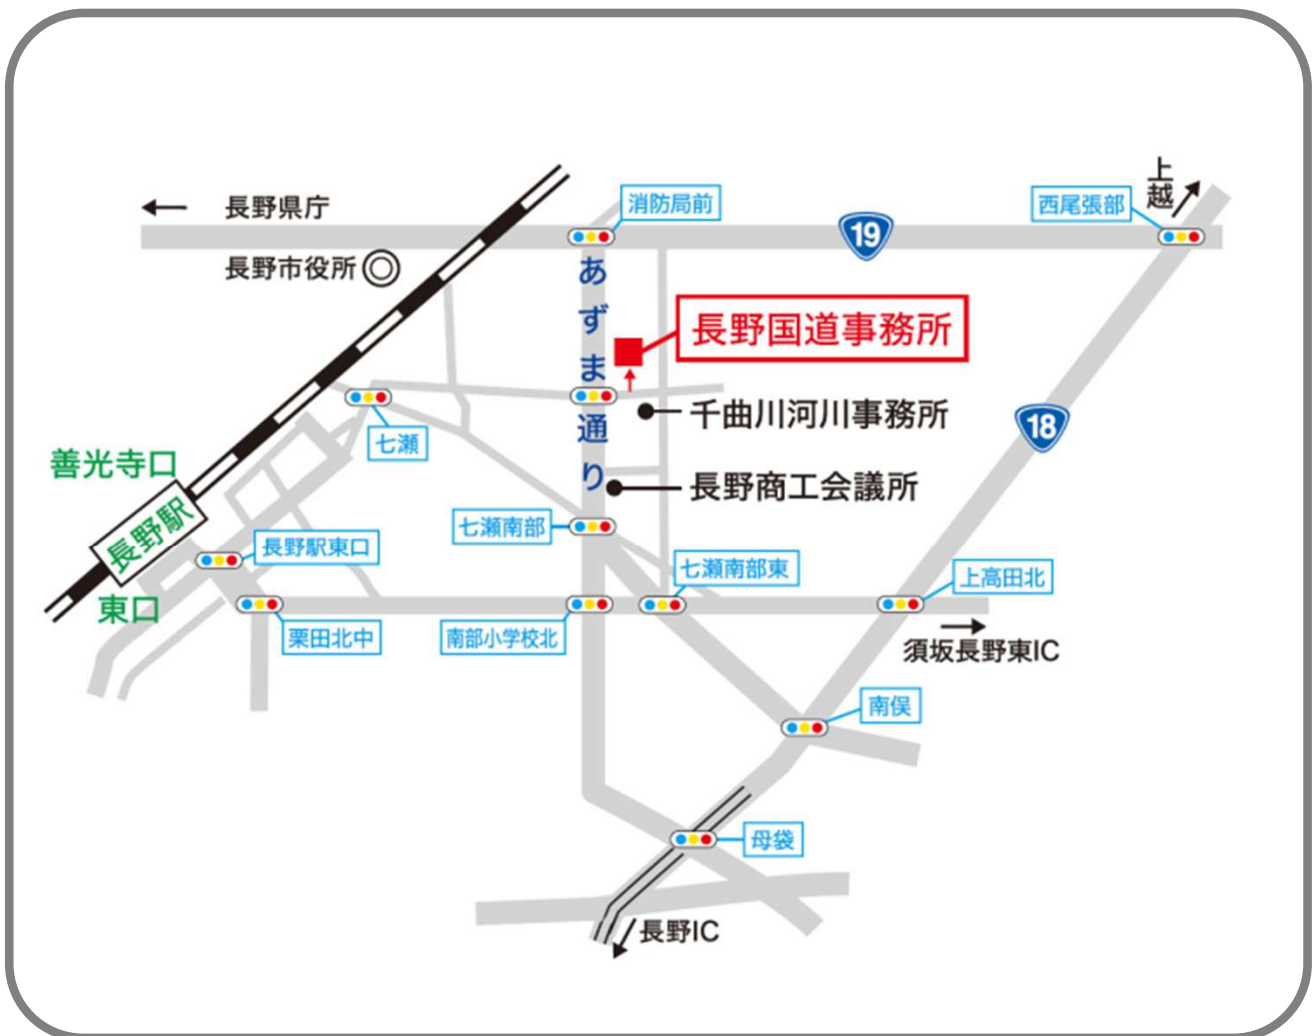 上越
長野県庁
消防局前
西尾張部
19
長野市役所
あずま通り
長野国道事務所
千曲川河川事務所
18
七瀬
善光寺口
長野商工会議所
長野駅
七瀬南部
長野駅東口
七瀬南部東
上高田北
東口
栗田北中
南部小学校北
須坂長野東IC
南俣
母袋
長野IC